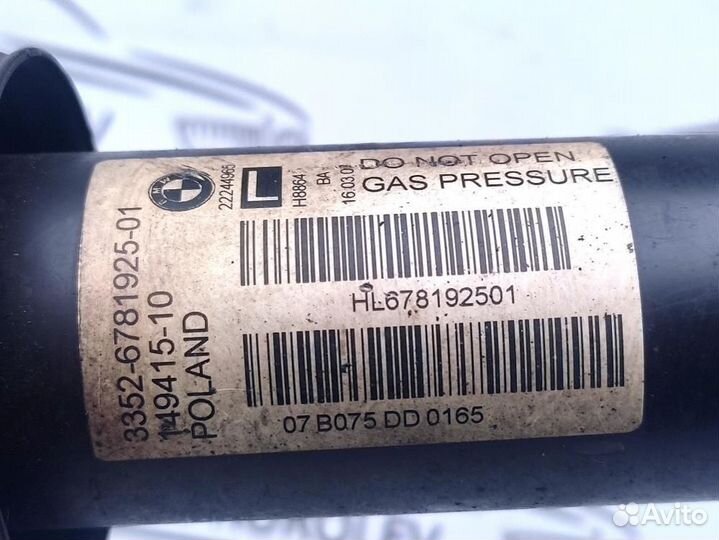 BMW
22244965
L
H8864
BA
16.03.07
DO NOT OPEN
GAS PRESSURE
3352-6781925-01
149415-10
POLAND
HL678192501
07 B075 DD 0165
Avito